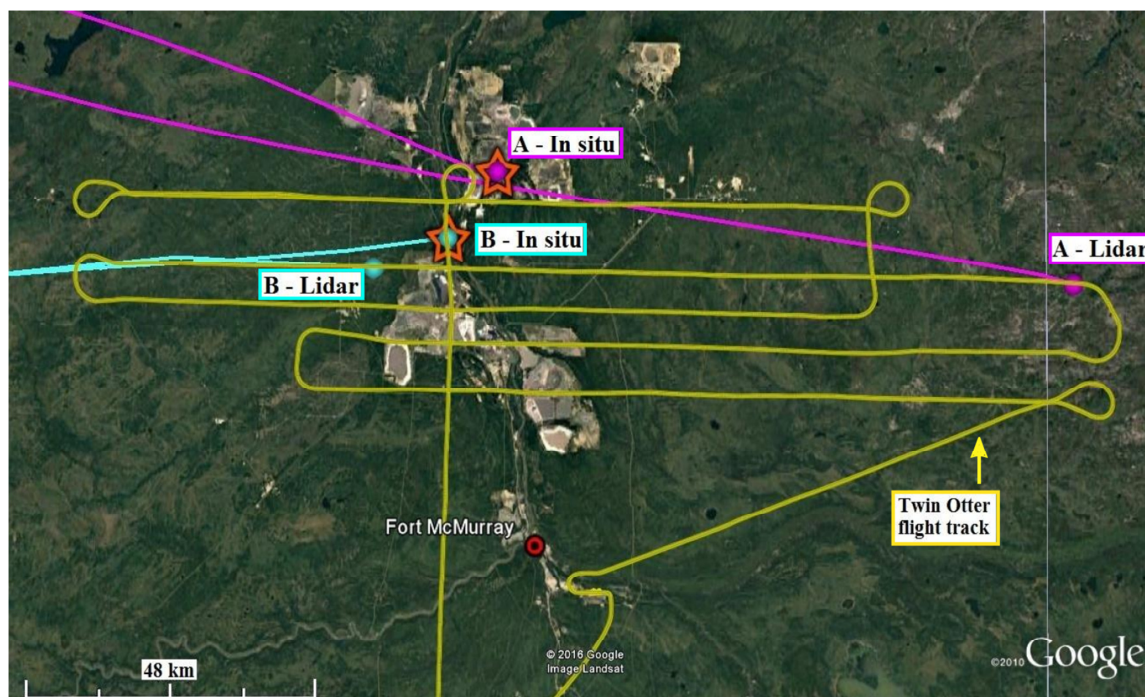 A - In situ
B - In situ
A - Lidar
B - Lidar
Twin Otter
flight track
Fort McMurray
© 2016 Google
Image Landsat
©2010 Google
48 km